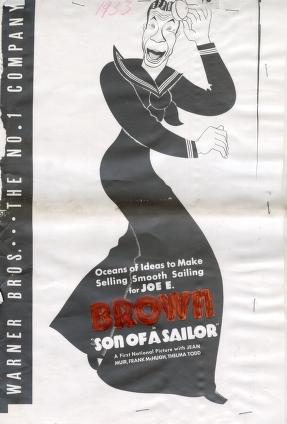 1933
WARNER BROS.... THE NO.1 COMPANY
Oceans of Ideas to Make
Selling Smooth Sailing
for JOE E.
BROWN
"SON OF A SAILOR"
A First National Picture with JEAN
MUIR, FRANK McHUGH, THELMA TODD